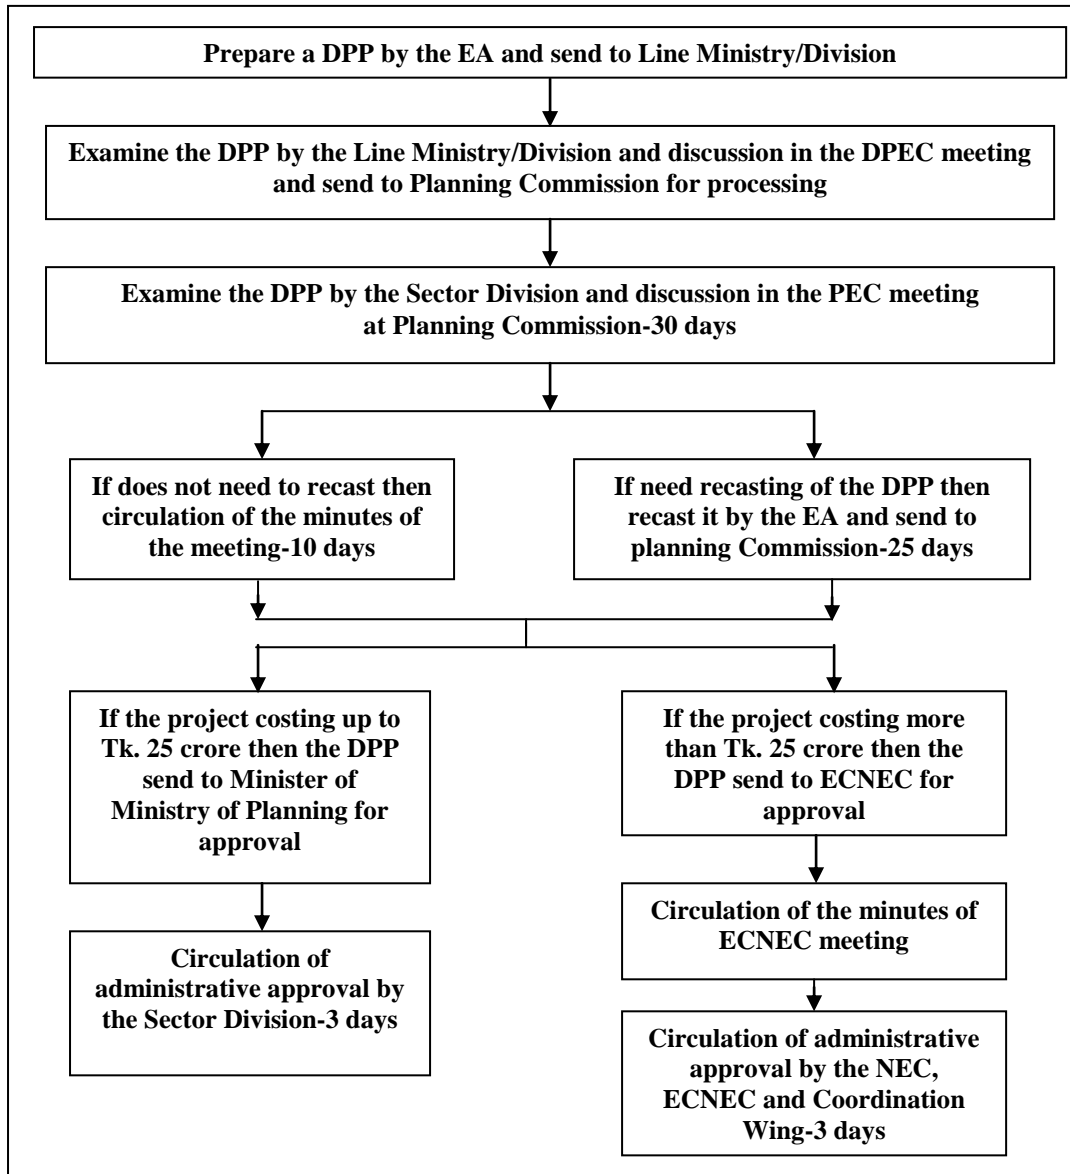 Prepare a DPP by the EA and send to Line Ministry/Division
Examine the DPP by the Line Ministry/Division and discussion in the DPEC meeting
and send to Planning Commission for processing
Examine the DPP by the Sector Division and discussion in the PEC meeting
at Planning Commission-30 days
If does not need to recast then
circulation of the minutes of
the meeting-10 days
If need recasting of the DPP then
recast it by the EA and send to
planning Commission-25 days
If the project costing up to
Tk. 25 crore then the DPP
send to Minister of
Ministry of Planning for
approval
If the project costing more
than Tk. 25 crore then the
DPP send to ECNEC for
approval
Circulation of
administrative approval by
the Sector Division-3 days
Circulation of the minutes of
ECNEC meeting
Circulation of administrative
approval by the NEC,
ECNEC and Coordination
Wing-3 days